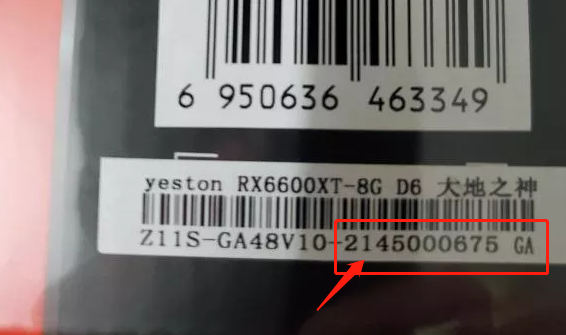 6 950636 463349
yeston RX6600XT-8G D6 大地之神
Z11S-GA48V10-2145000675 GA